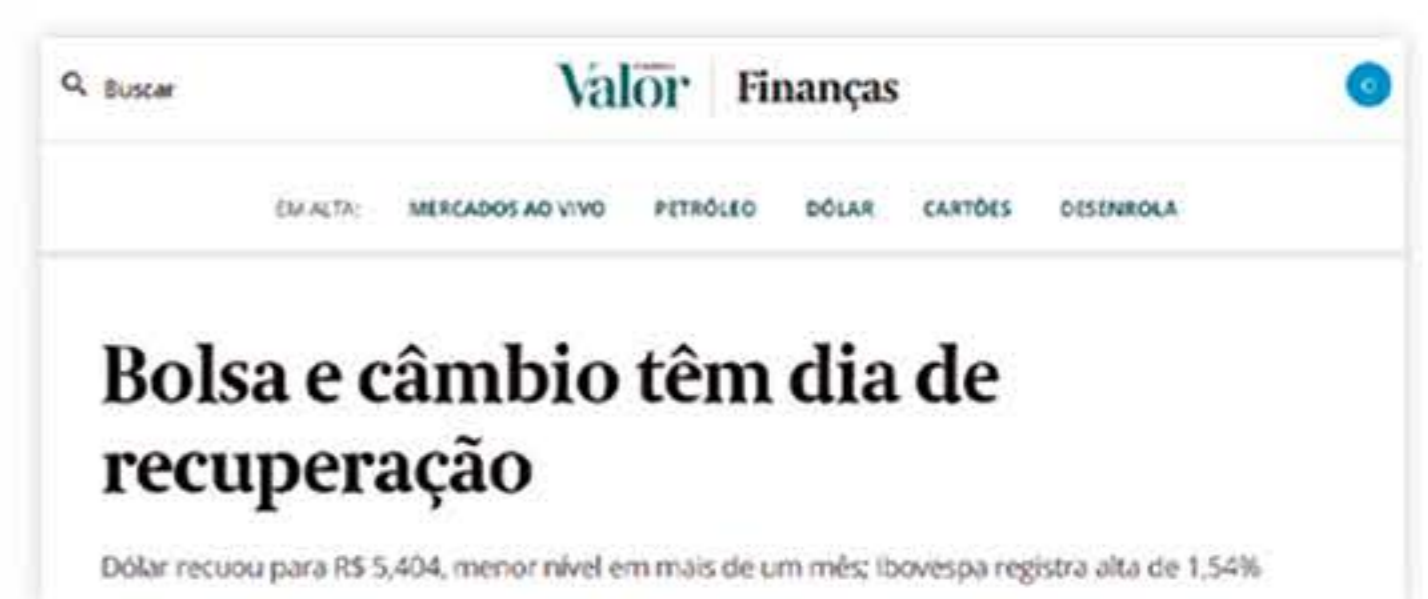 Buscar
Valor | Finanças
EM ALTA: MERCADOS AO VIVO PETRÓLEO DÓLAR CARTÕES DESENROLA
Bolsa e câmbio têm dia de
recuperação
Dólar recuou para R$ 5,404, menor nível em mais de um mês; Ibovespa registra alta de 1,54%